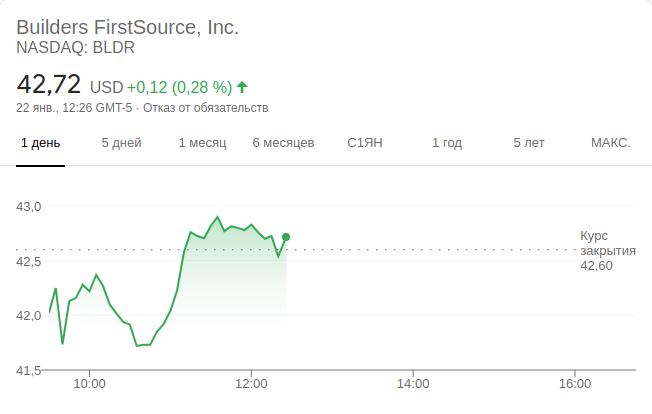 Builders FirstSource, Inc.
NASDAQ: BLDR
42,72 USD +0,12 (0,28 %)
22 янв., 12:26 GMT-5 · Отказ от обязательств
1 день 5 дней 1 месяц 6 месяцев С1ЯН 1 год 5 лет МАКС.
43,0
Курс
закрытия
42,60
42,5
42,0
41,5
10:00 12:00 14:00 16:00